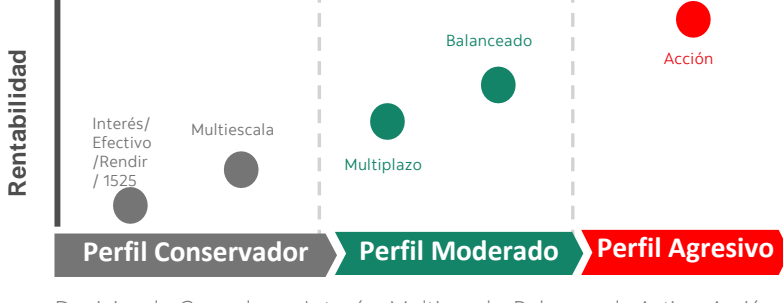 Rentabilidad
Balanceado
Acción
Interés/
Efectivo
/Rendir
/ 1525
Multiescala
Multiplazo
Perfil Conservador
Perfil Moderado
Perfil Agresivo